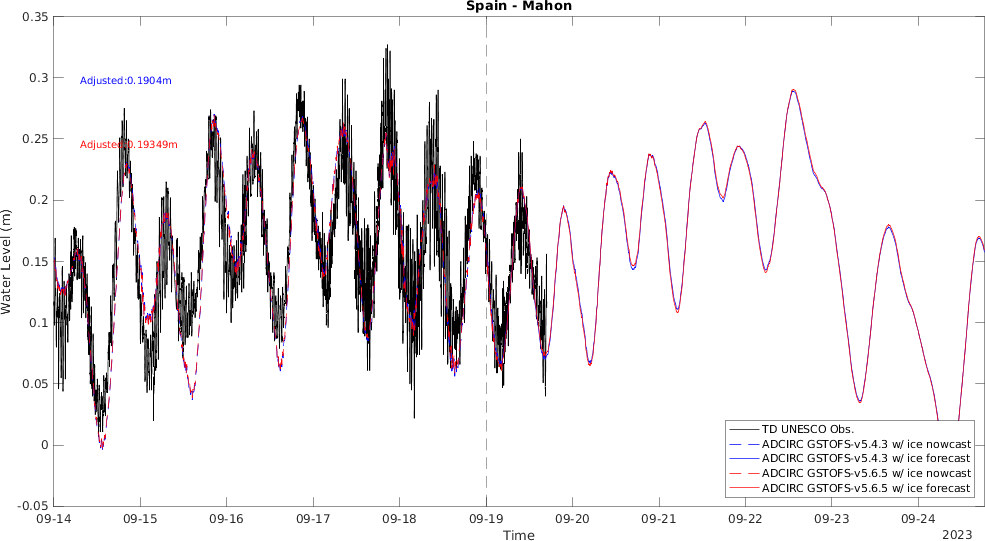 Spain - Mahon
0.35
0.3
0.25
0.2
0.15
0.1
0.05
0
-0.05
Water Level (m)
Adjusted:0.1904m
Adjusted:0.19349m
TD UNESCO Obs.
ADCIRC GSTOFS-v5.4.3 w/ ice nowcast
ADCIRC GSTOFS-v5.4.3 w/ ice forecast
ADCIRC GSTOFS-v5.6.5 w/ ice nowcast
ADCIRC GSTOFS-v5.6.5 w/ ice forecast
09-14 09-15 09-16 09-17 09-18 09-19 09-20 09-21 09-22 09-23 09-24
Time
2023